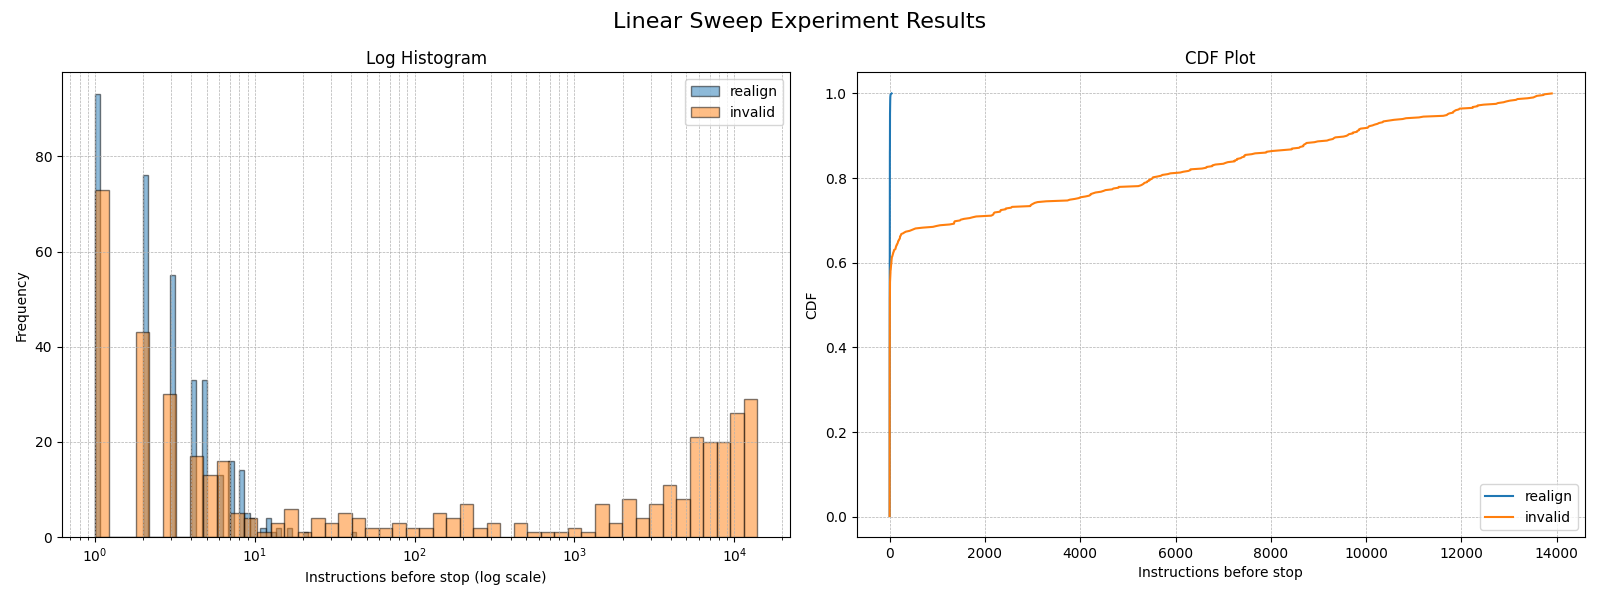 Linear Sweep Experiment Results
Log Histogram
realign
invalid
Frequency
80
60
40
20
0
10⁰
10¹
10²
10³
10⁴
Instructions before stop (log scale)
CDF Plot
CDF
1.0
0.8
0.6
0.4
0.2
0.0
realign
invalid
0
2000
4000
6000
8000
10000
12000
14000
Instructions before stop